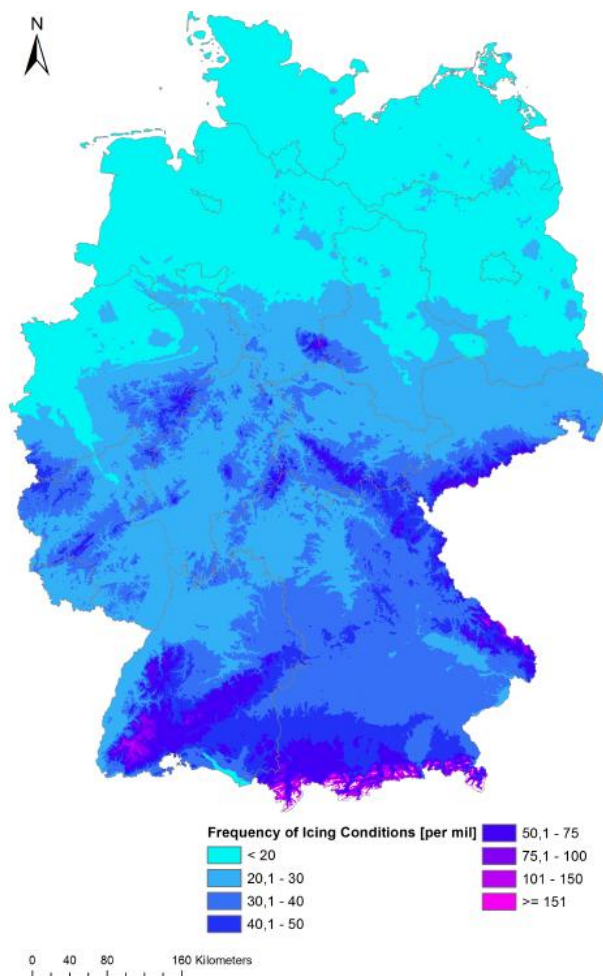 N
Frequency of Icing Conditions [per mil]
< 20
20,1 - 30
30,1 - 40
40,1 - 50
50,1 - 75
75,1 - 100
101 - 150
>= 151
0 40 80 160 Kilometers